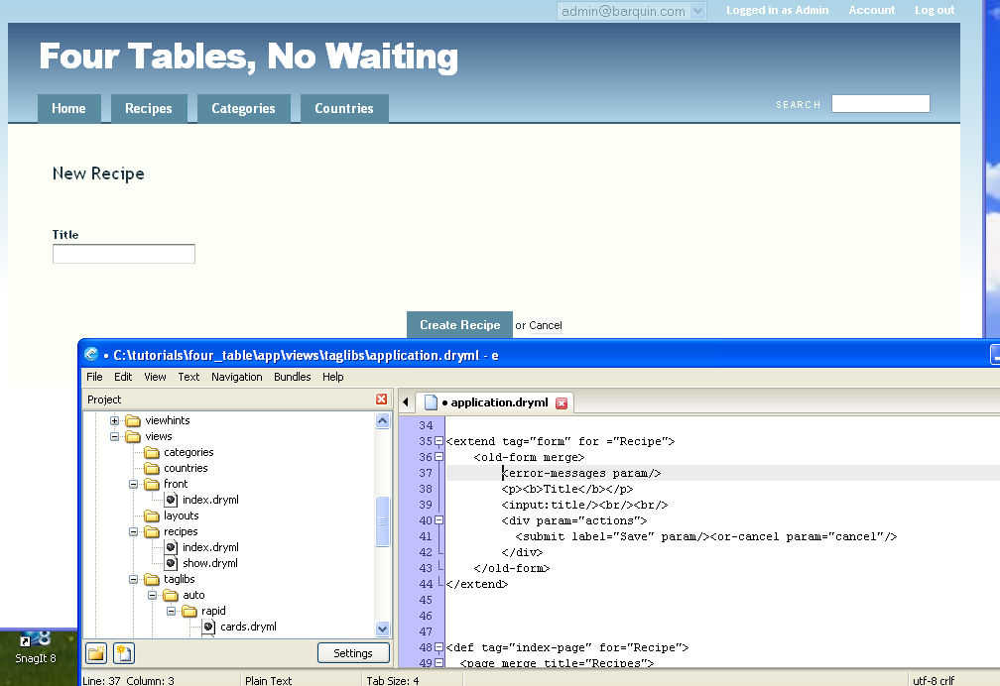 admin@barquin.com Logged in as Admin Account Log out
Four Tables, No Waiting
Home Recipes Categories Countries SEARCH
New Recipe
Title
Create Recipe or Cancel
• C:\tutorials\four_table\app\views\taglibs\application.dryml - e
File Edit View Text Navigation Bundles Help
Project
viewhints
views
categories
countries
front
index.dryml
layouts
recipes
index.dryml
show.dryml
taglibs
auto
rapid
cards.dryml
Settings
• application.dryml
34
35 <extend tag="form" for ="Recipe">
36 <old-form merge>
37 <error-messages param/>
38 <p><b>Title</b></p>
39 <input:title/><br/><br/>
40 <div param="actions">
41 <submit label="Save" param/><or-cancel param="cancel"/>
42 </div>
43 </old-form>
44 </extend>
45
46
47
48 <def tag="index-page" for="Recipe">
49 <page merge title="Recipes">
Line: 37 Column: 3 Plain Text Tab Size: 4 utf-8 crlf
SnagIt 8